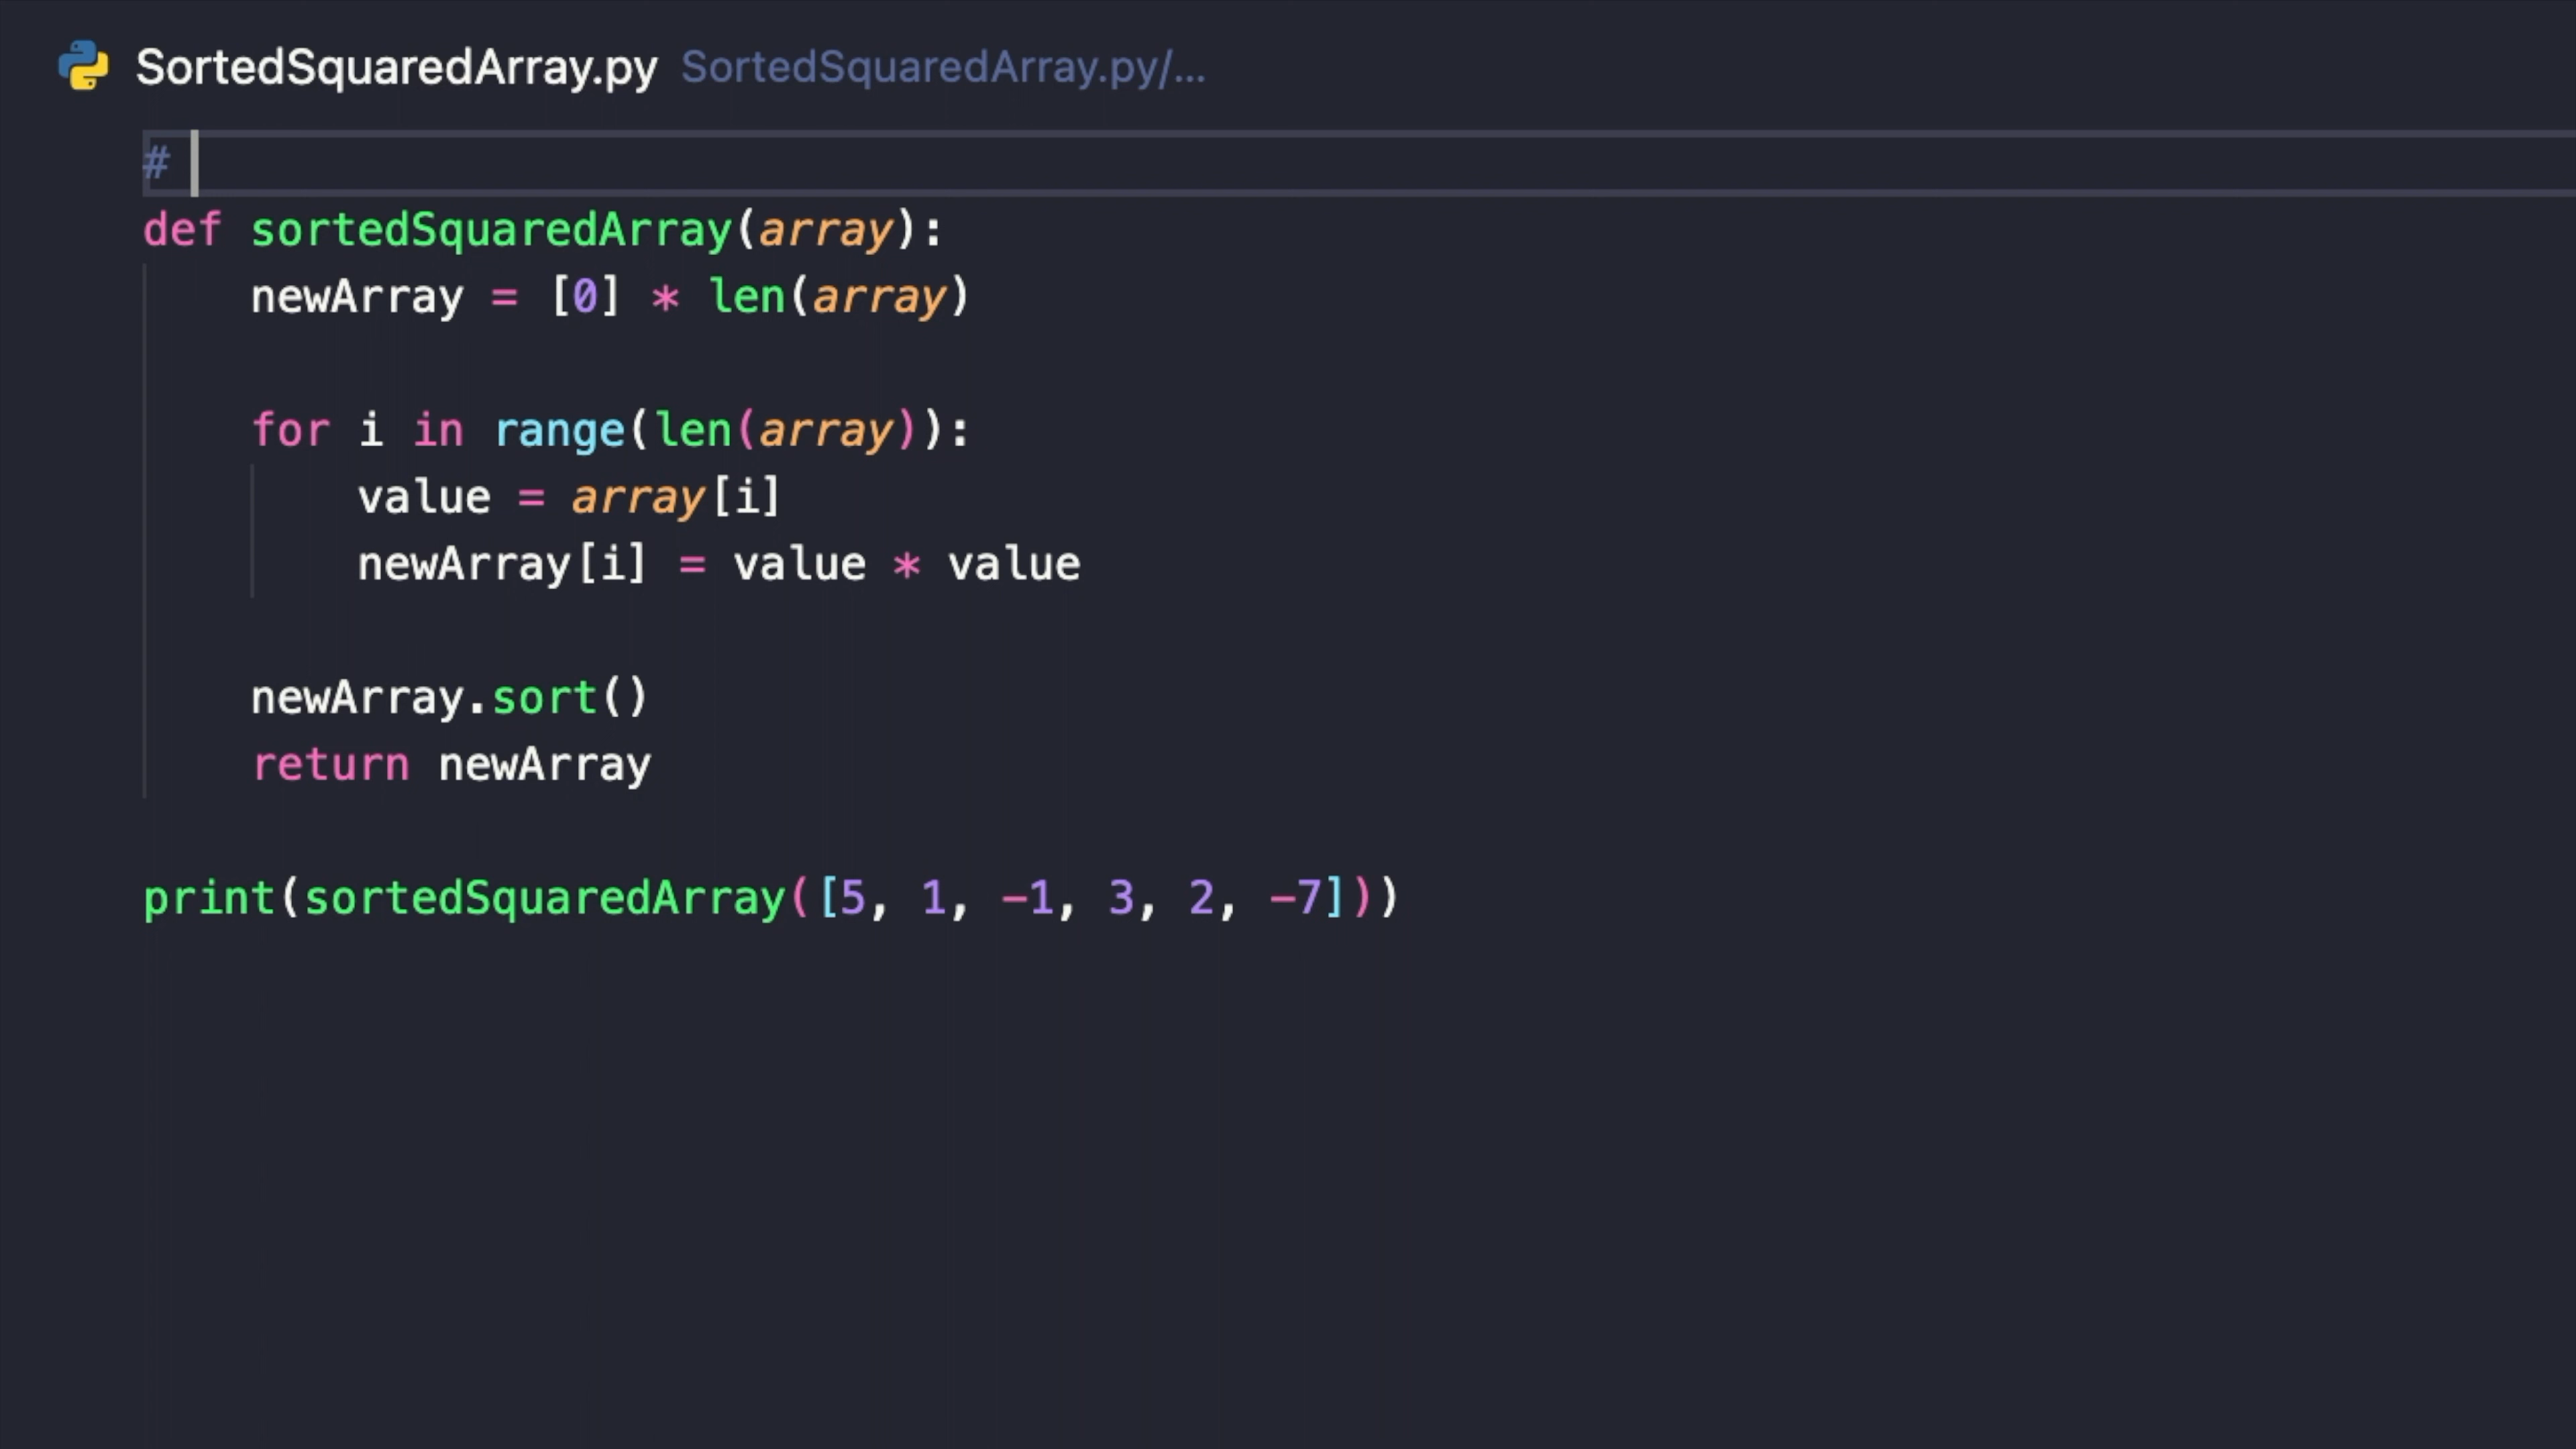 SortedSquaredArray.py SortedSquaredArray.py/...
#
def sortedSquaredArray(array):
    newArray = [0] * len(array)

    for i in range(len(array)):
        value = array[i]
        newArray[i] = value * value

    newArray.sort()
    return newArray

print(sortedSquaredArray([5, 1, -1, 3, 2, -7]))